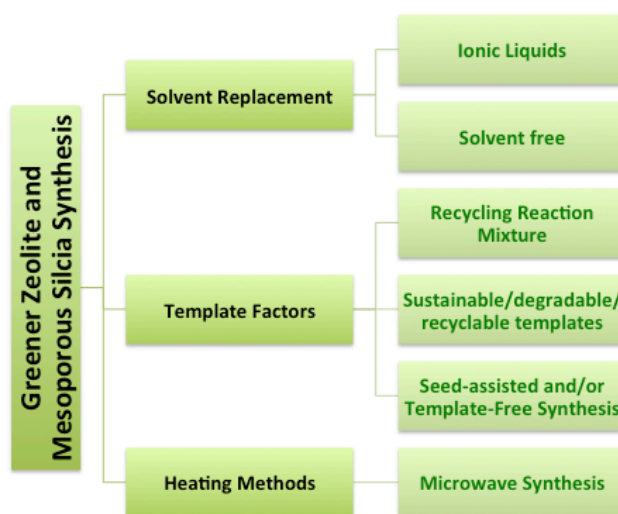 Greener Zeolite and
Mesoporous Silcia Synthesis
Solvent Replacement
Ionic Liquids
Solvent free
Template Factors
Recycling Reaction
Mixture
Sustainable/degradable/
recyclable templates
Seed-assisted and/or
Template-Free Synthesis
Heating Methods
Microwave Synthesis